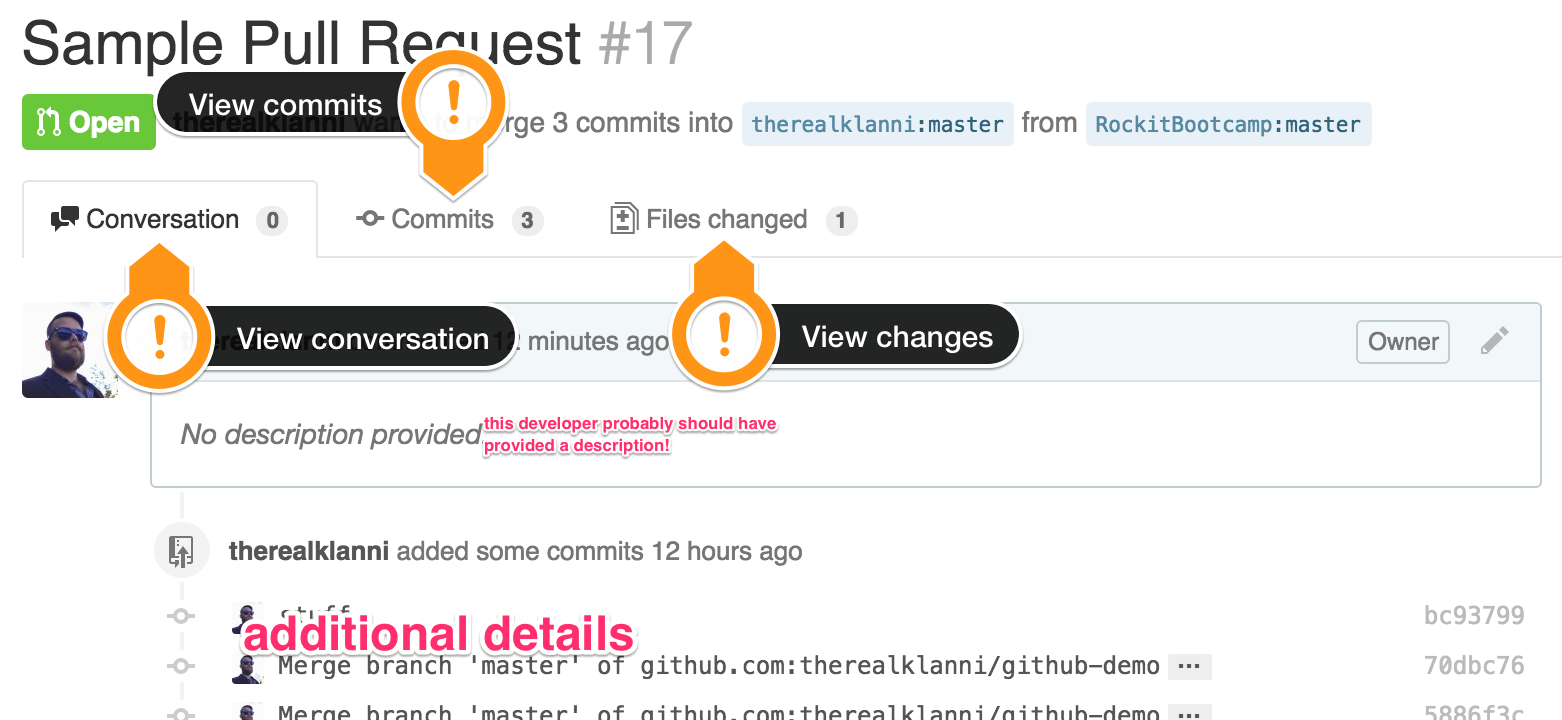 Sample Pull Request #17
View commits
Open therealklanni wants to merge 3 commits into therealklanni:master from RockitBootcamp:master
Conversation 0 Commits 3 Files changed 1
View conversation 12 minutes ago View changes Owner
No description provided.
this developer probably should have
provided a description!
therealklanni added some commits 12 hours ago
stuff bc93799
additional details
Merge branch 'master' of github.com:therealklanni/github-demo ... 70dbc76
Merge branch 'master' of github.com:therealklanni/github-demo ... 5886f3c